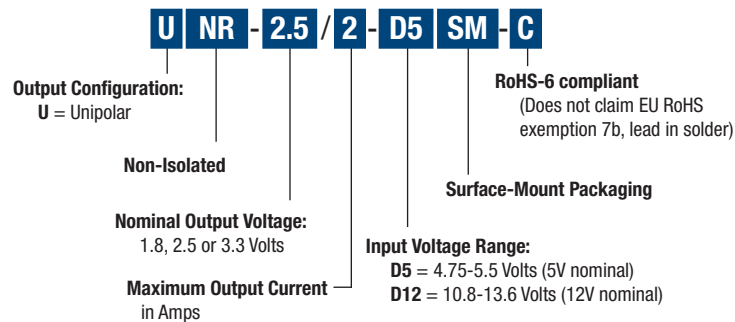 U NR - 2.5 / 2 - D5 SM - C
Output Configuration:
U = Unipolar
RoHS-6 compliant
(Does not claim EU RoHS
exemption 7b, lead in solder)
Non-Isolated
Surface-Mount Packaging
Nominal Output Voltage:
1.8, 2.5 or 3.3 Volts
Input Voltage Range:
D5 = 4.75-5.5 Volts (5V nominal)
D12 = 10.8-13.6 Volts (12V nominal)
Maximum Output Current
in Amps